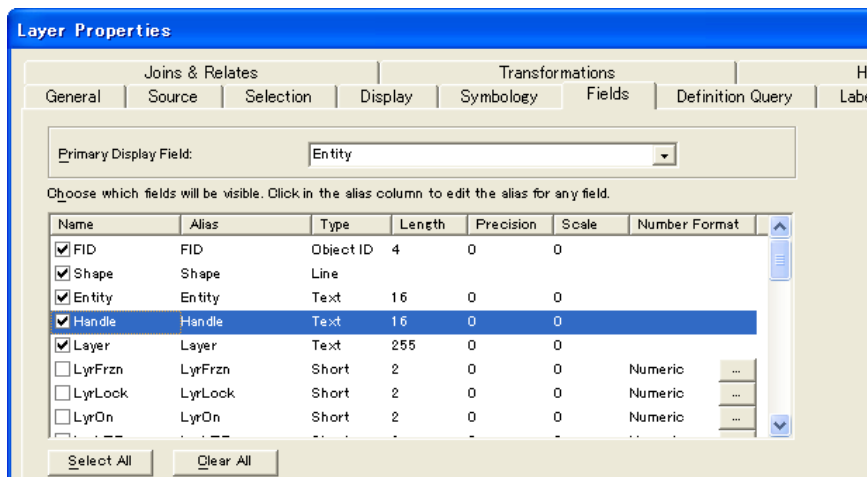 Layer Properties
Joins & Relates Transformations H
General Source Selection Display Symbology Fields Definition Query Labe
Primary Display Field: Entity
Choose which fields will be visible. Click in the alias column to edit the alias for any field.
Name Alias Type Length Precision Scale Number Format
FID FID Object ID 4 0 0
Shape Shape Line
Entity Entity Text 16 0 0
Handle Handle Text 16 0 0
Layer Layer Text 255 0 0
LyrFrzn LyrFrzn Short 2 0 0 Numeric ...
LyrLock LyrLock Short 2 0 0 Numeric ...
LyrOn LyrOn Short 2 0 0 Numeric ...
Select All Clear All